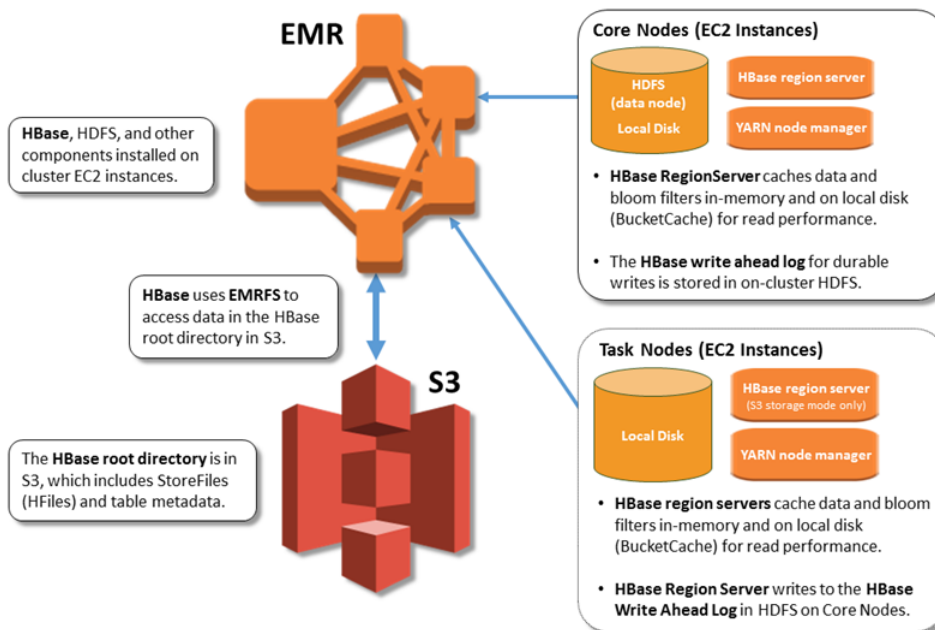 EMR
HBase, HDFS, and other
components installed on
cluster EC2 instances.
HBase uses EMRFS to
access data in the HBase
root directory in S3.
S3
The HBase root directory is in
S3, which includes StoreFiles
(HFiles) and table metadata.
Core Nodes (EC2 Instances)
HDFS
(data node)
Local Disk
HBase region server
YARN node manager
• HBase RegionServer caches data and
bloom filters in-memory and on local disk
(BucketCache) for read performance.
• The HBase write ahead log for durable
writes is stored in on-cluster HDFS.
Task Nodes (EC2 Instances)
Local Disk
HBase region server
(S3 storage mode only)
YARN node manager
• HBase region servers cache data and bloom
filters in-memory and on local disk
(BucketCache) for read performance.
• HBase Region Server writes to the HBase
Write Ahead Log in HDFS on Core Nodes.